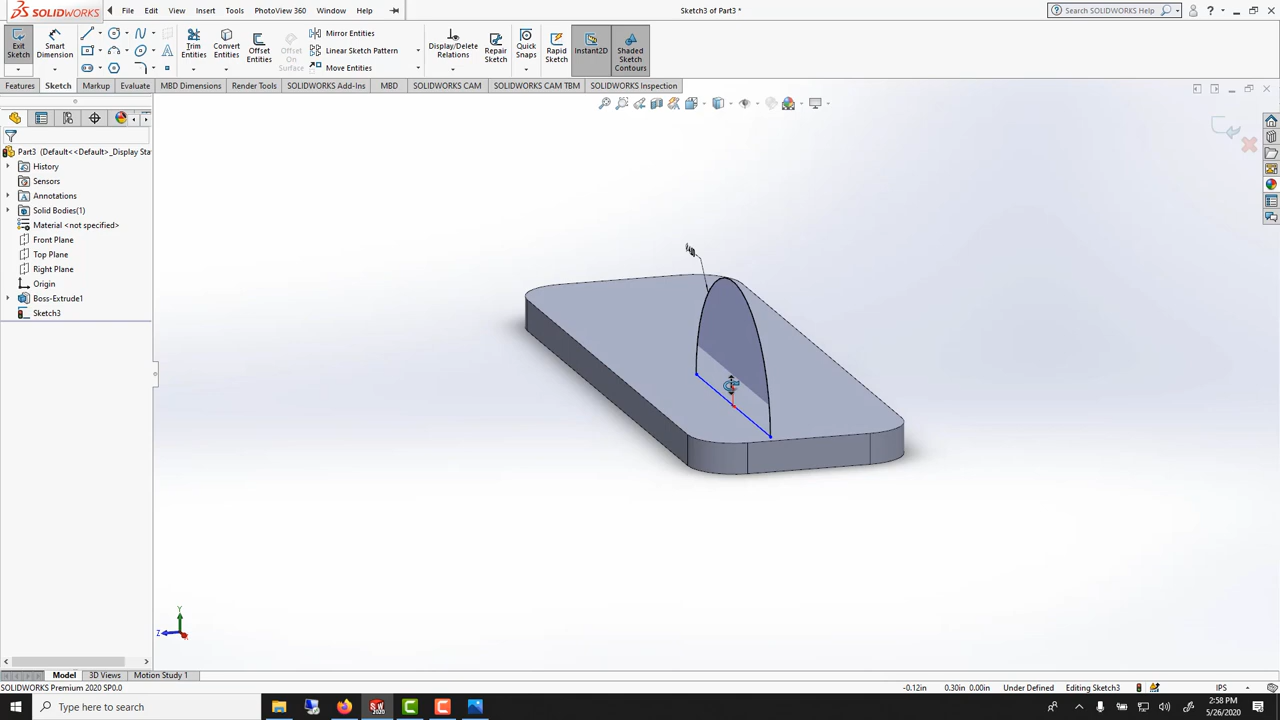 SOLIDWORKS
File Edit View Insert Tools PhotoView 360 Window Help
Sketch3 of Part3 *
Search SOLIDWORKS Help
Exit Sketch
Smart Dimension
Trim Entities
Convert Entities
Offset Entities
Offset On Surface
Mirror Entities
Linear Sketch Pattern
Move Entities
Display/Delete Relations
Repair Sketch
Quick Snaps
Rapid Sketch
Instant2D
Shaded Sketch Contours
Features Sketch Markup Evaluate MBD Dimensions Render Tools SOLIDWORKS Add-Ins MBD SOLIDWORKS CAM SOLIDWORKS CAM TBM SOLIDWORKS Inspection
Part3 (Default<<Default>_Display Sta
History
Sensors
Annotations
Solid Bodies(1)
Material <not specified>
Front Plane
Top Plane
Right Plane
Origin
Boss-Extrude1
Sketch3
Y
Z
Model 3D Views Motion Study 1
SOLIDWORKS Premium 2020 SP0.0
-0.12in 0.30in 0.00in Under Defined Editing Sketch3 IPS
Type here to search
2:58 PM
5/26/2020